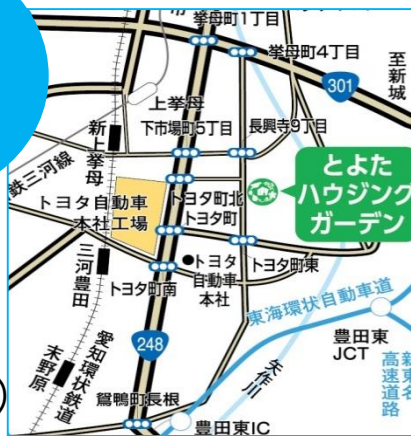 挙母町1丁目
挙母町4丁目
至新城
301
上挙母
下市場町5丁目
長興寺9丁目
新上挙母
鉄三河線
とよた
ハウジング
ガーデン
トヨタ自動車
本社工場
トヨタ町北
トヨタ町
トヨタ
自動車
本社
トヨタ町東
三河豊田
トヨタ町南
東海環状自動車道
豊田東
JCT
248
愛知環状鉄道
末野原
矢作川
新東名
高速道路
鴛鴨町長根
豊田東IC